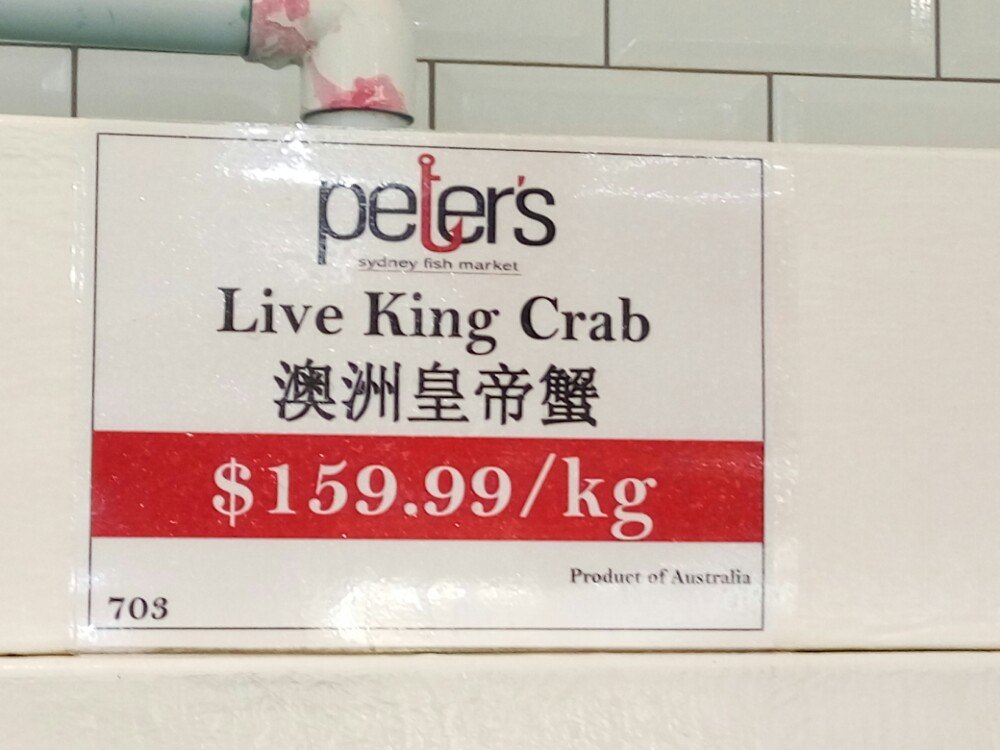 peter's
sydney fish market
Live King Crab
澳洲皇帝蟹
$159.99/kg
Product of Australia
703